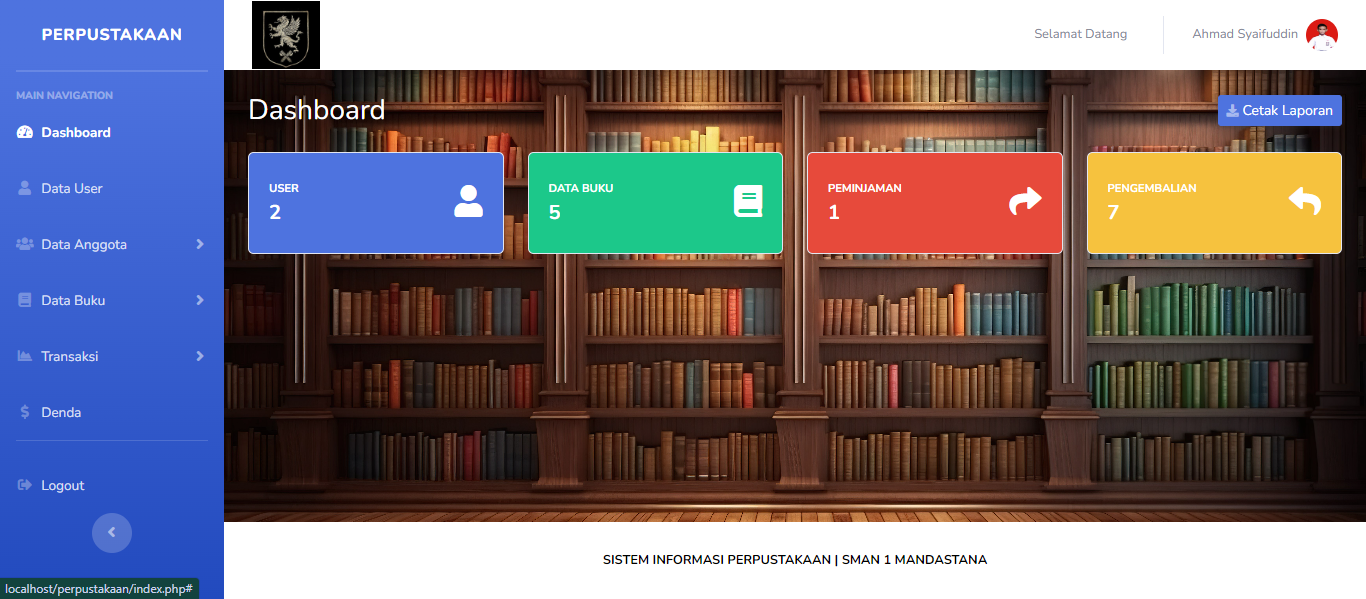 PERPUSTAKAAN
MAIN NAVIGATION
Dashboard
Data User
Data Anggota
Data Buku
Transaksi
Denda
Logout
Selamat Datang
Ahmad Syaifuddin
Dashboard
Cetak Laporan
USER
2
DATA BUKU
5
PEMINJAMAN
1
PENGEMBALIAN
7
SISTEM INFORMASI PERPUSTAKAAN | SMAN 1 MANDASTANA
localhost/perpustakaan/index.php#